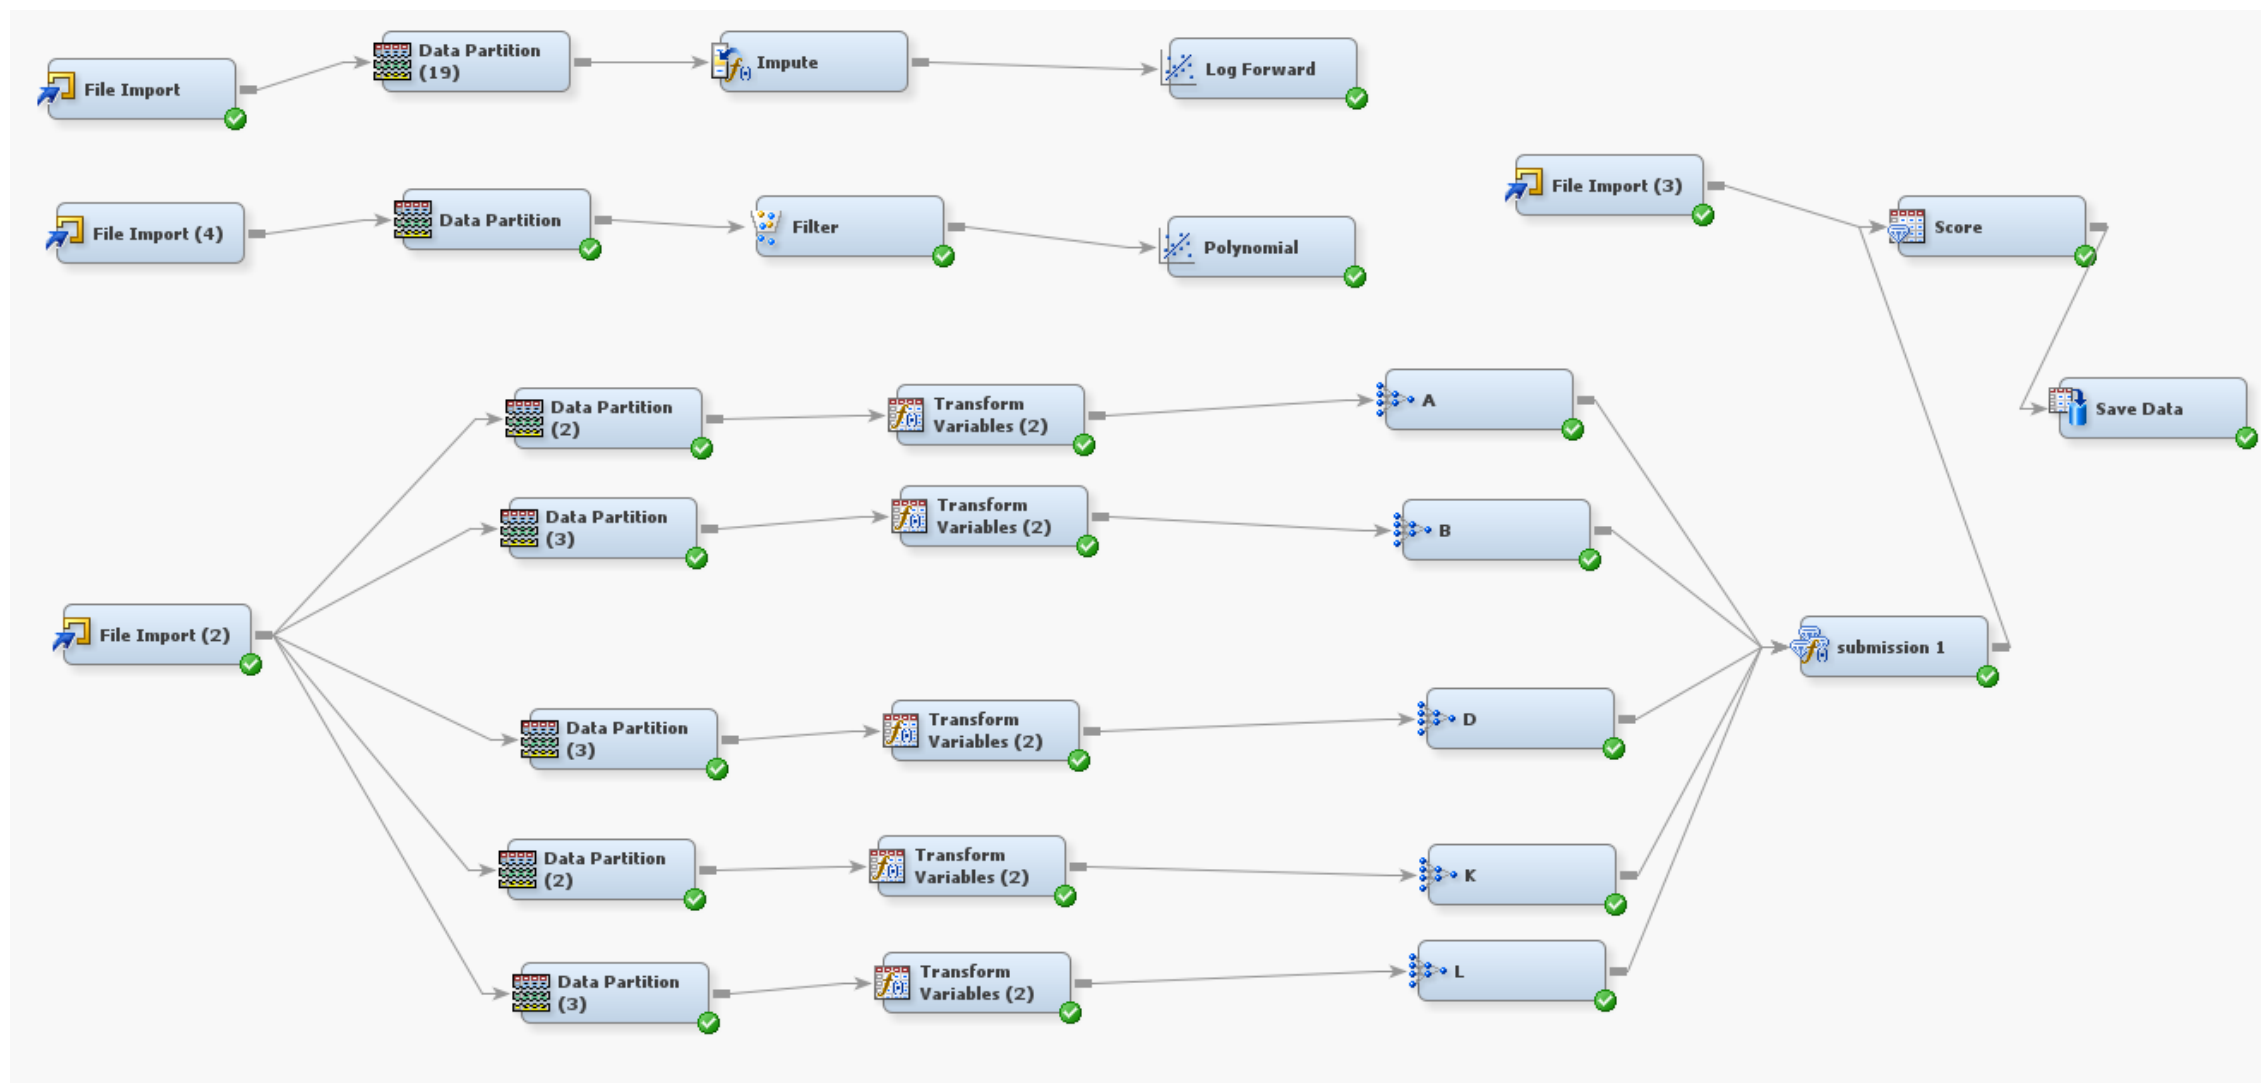 File Import
Data Partition
(19)
Impute
Log Forward
File Import (3)
Score
File Import (4)
Data Partition
Filter
Polynomial
Save Data
Data Partition
(2)
Transform
Variables (2)
A
Data Partition
(3)
Transform
Variables (2)
B
File Import (2)
submission 1
Data Partition
(3)
Transform
Variables (2)
D
Data Partition
(2)
Transform
Variables (2)
K
Data Partition
(3)
Transform
Variables (2)
L